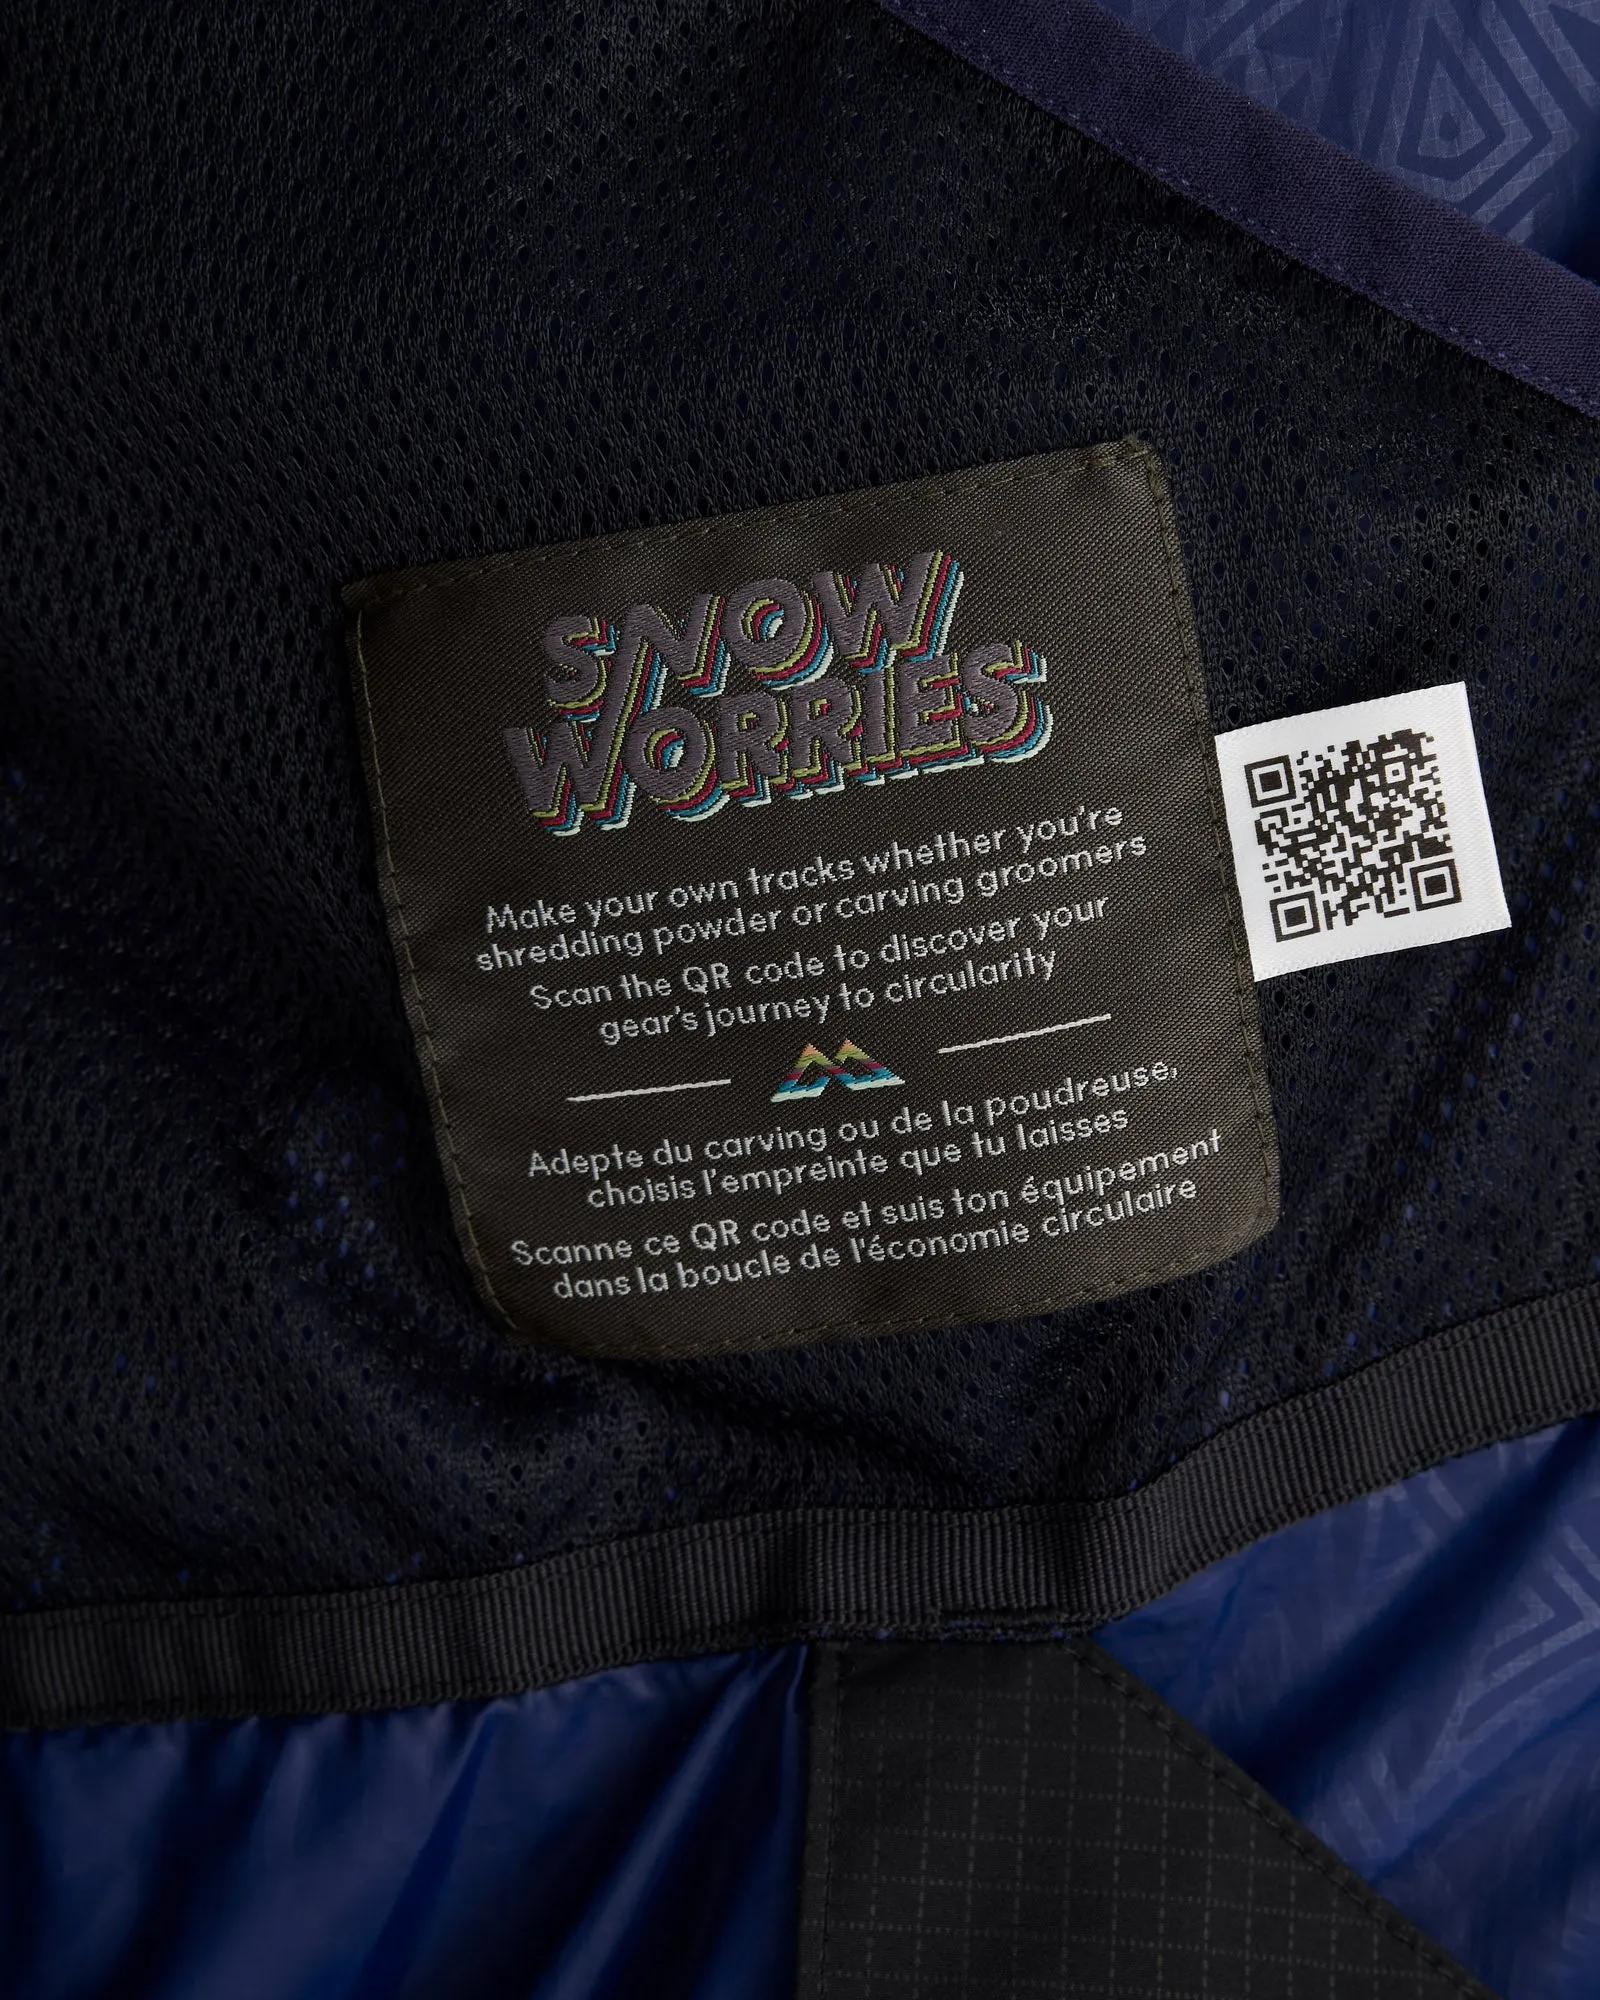 SNOW
WORRIES
Make your own tracks whether you're
shredding powder or carving groomers
Scan the QR code to discover your
gear's journey to circularity
Adepte du carving ou de la poudreuse,
choisis l'empreinte que tu laisses
Scanne ce QR code et suis ton équipement
dans la boucle de l'économie circulaire